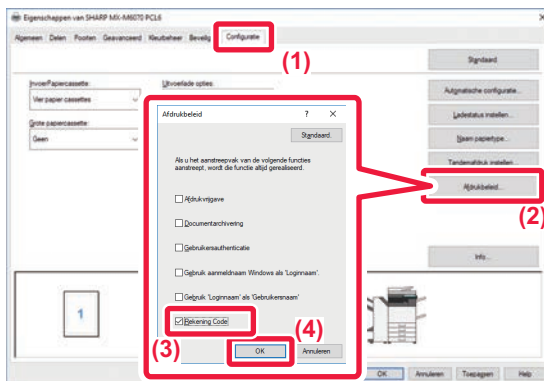 Eigenschappen van SHARP MX-M6070 PCL6
Algemeen Delen Poorten Geavanceerd Kleurbeheer Beveilig Configuratie
(1)
Standaard
InvoerPapiercassette:
Uitvoerlade opties:
Vier papier cassettes
Automatische configuratie...
Grote papiercassette:
Ladestatus instellen...
Geen
Naam papiertype...
Tandemafdruk instellen...
Afdrukbeleid...
(2)
Info...
Afdrukbeleid ? ×
Standaard
Als u het aanstreepvak van de volgende functies
aanstreept, wordt de functie altijd gerealiseerd.
Afdrukvrijgave
Documentarchivering
Gebruikersauthenticatie
Gebruik aanmeldnaam Windows als 'Loginnaam'.
Gebruik 'Loginnaam' als 'Gebruikersnaam'
Rekening Code
(3)
(4)
OK Annuleren
1
OK Annuleren Toepassen Help